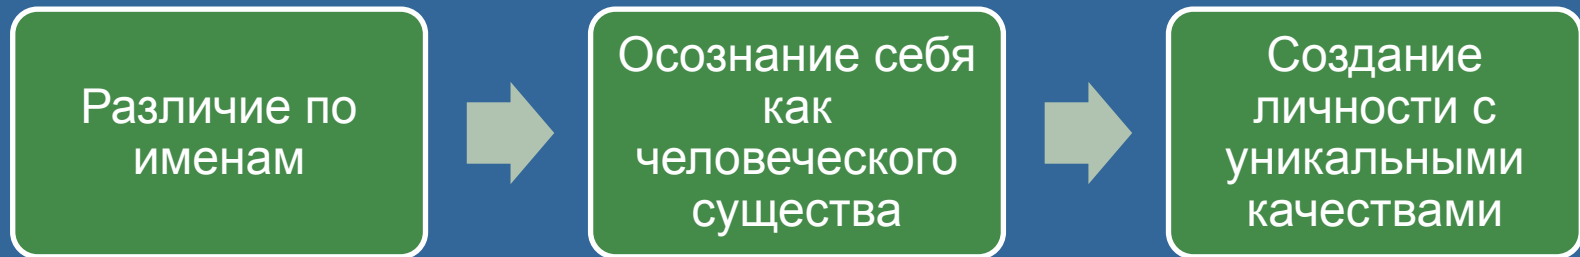 Различие по
именам
Осознание себя
как
человеческого
существа
Создание
личности с
уникальными
качествами